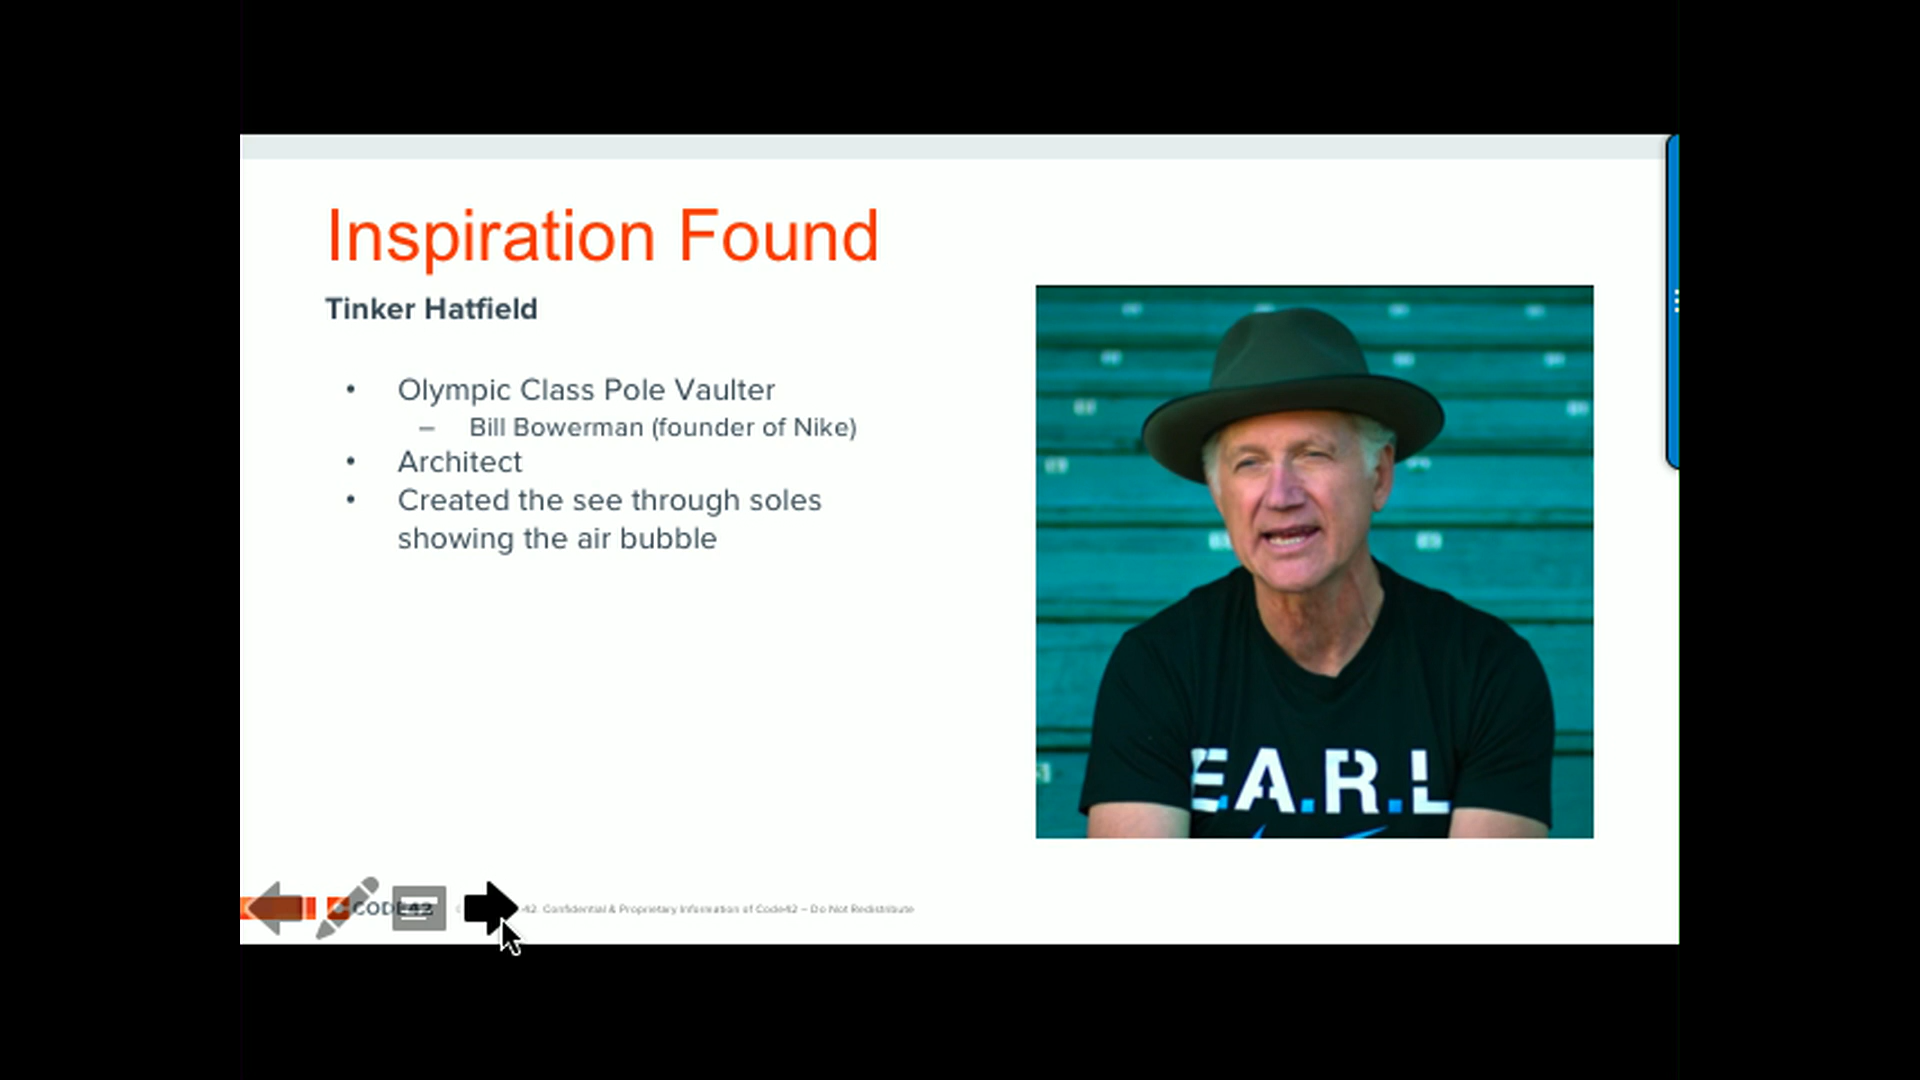 Inspiration Found
Tinker Hatfield
• Olympic Class Pole Vaulter
– Bill Bowerman (founder of Nike)
• Architect
• Created the see through soles
showing the air bubble
E.A.R.L
CODE42
42. Confidential & Proprietary Information of Code42 – Do Not Redistribute